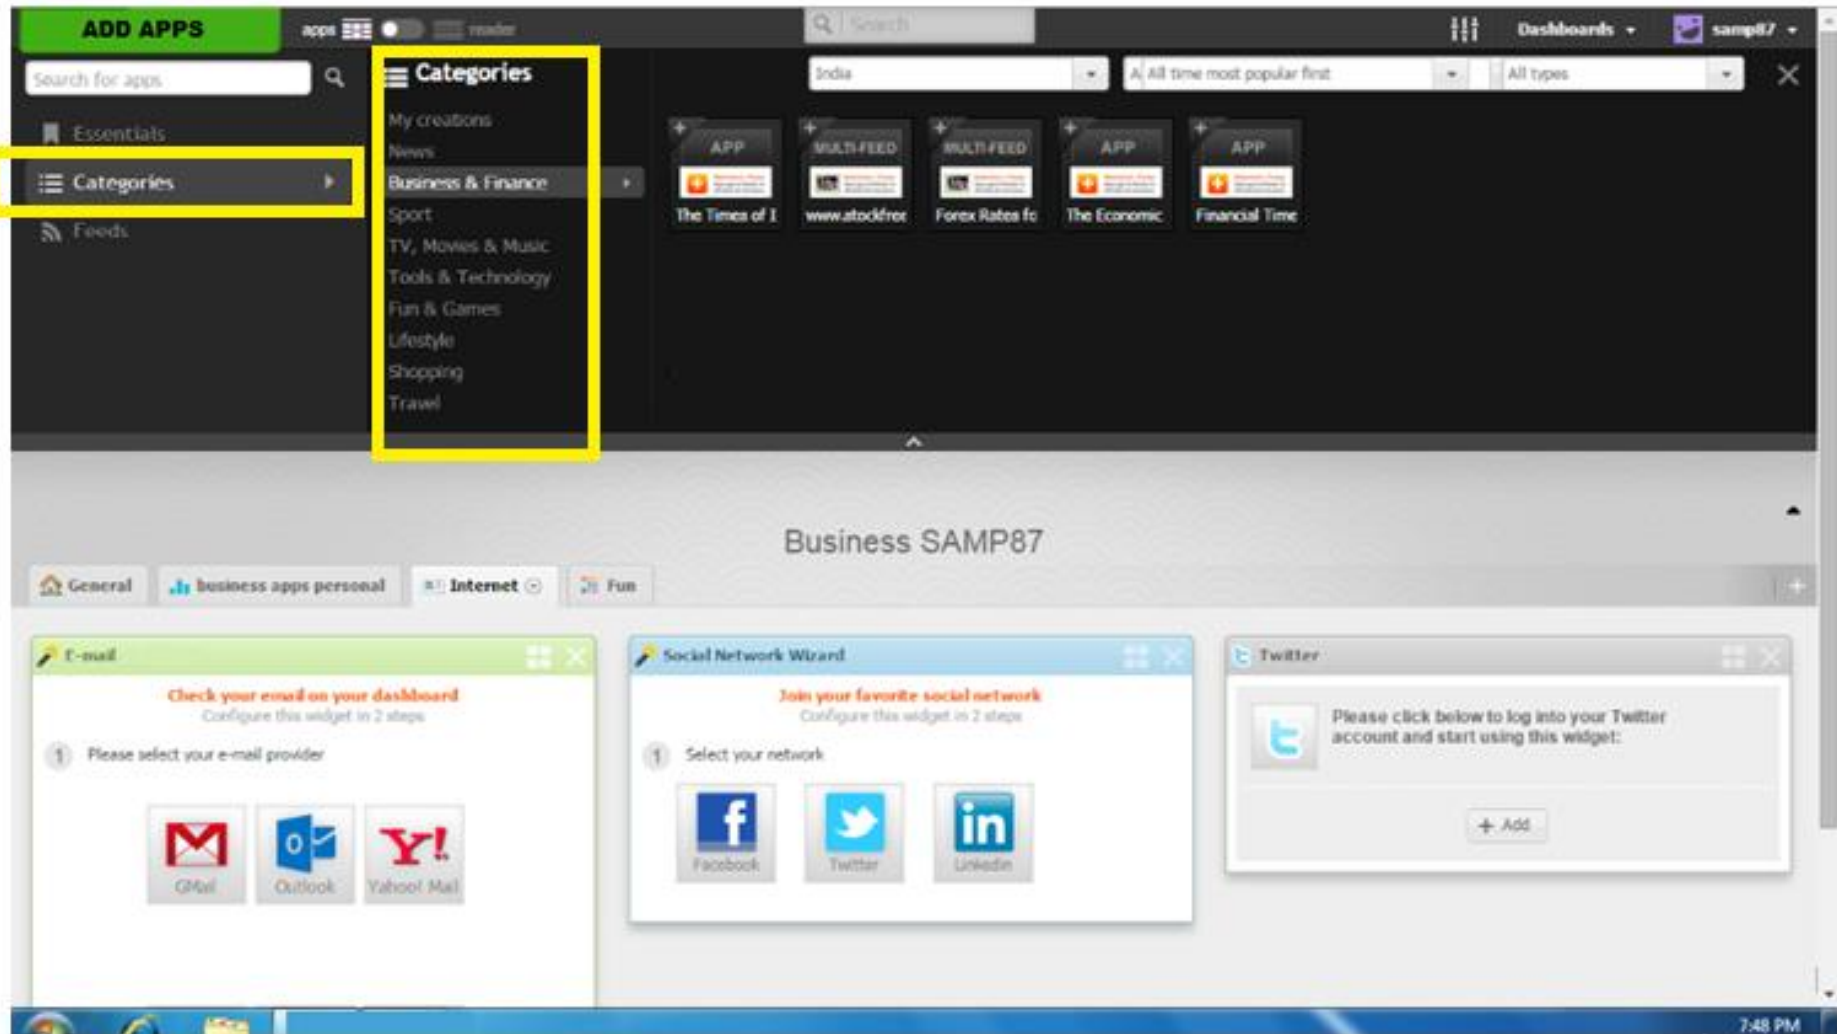 ADD APPS
apps
reader
Search
Dashboards
samp87
Search for apps
Categories
India
All time most popular first
All types
Essentials
Categories
Feeds
My creations
News
Business & Finance
Sport
TV, Movies & Music
Tools & Technology
Fun & Games
Lifestyle
Shopping
Travel
APP
MULTI-FEED
MULTI-FEED
APP
APP
The Times of I
www.stockfree
Forex Rates fo
The Economic
Financial Time
Business SAMP87
General
business apps personal
Internet
Fun
E-mail
Check your email on your dashboard
Configure this widget in 2 steps
1 Please select your e-mail provider
GMail
Outlook
Yahoo! Mail
Social Network Wizard
Join your favorite social network
Configure this widget in 2 steps
1 Select your network
Facebook
Twitter
Linkedin
Twitter
Please click below to log into your Twitter
account and start using this widget:
+ Add
7:48 PM